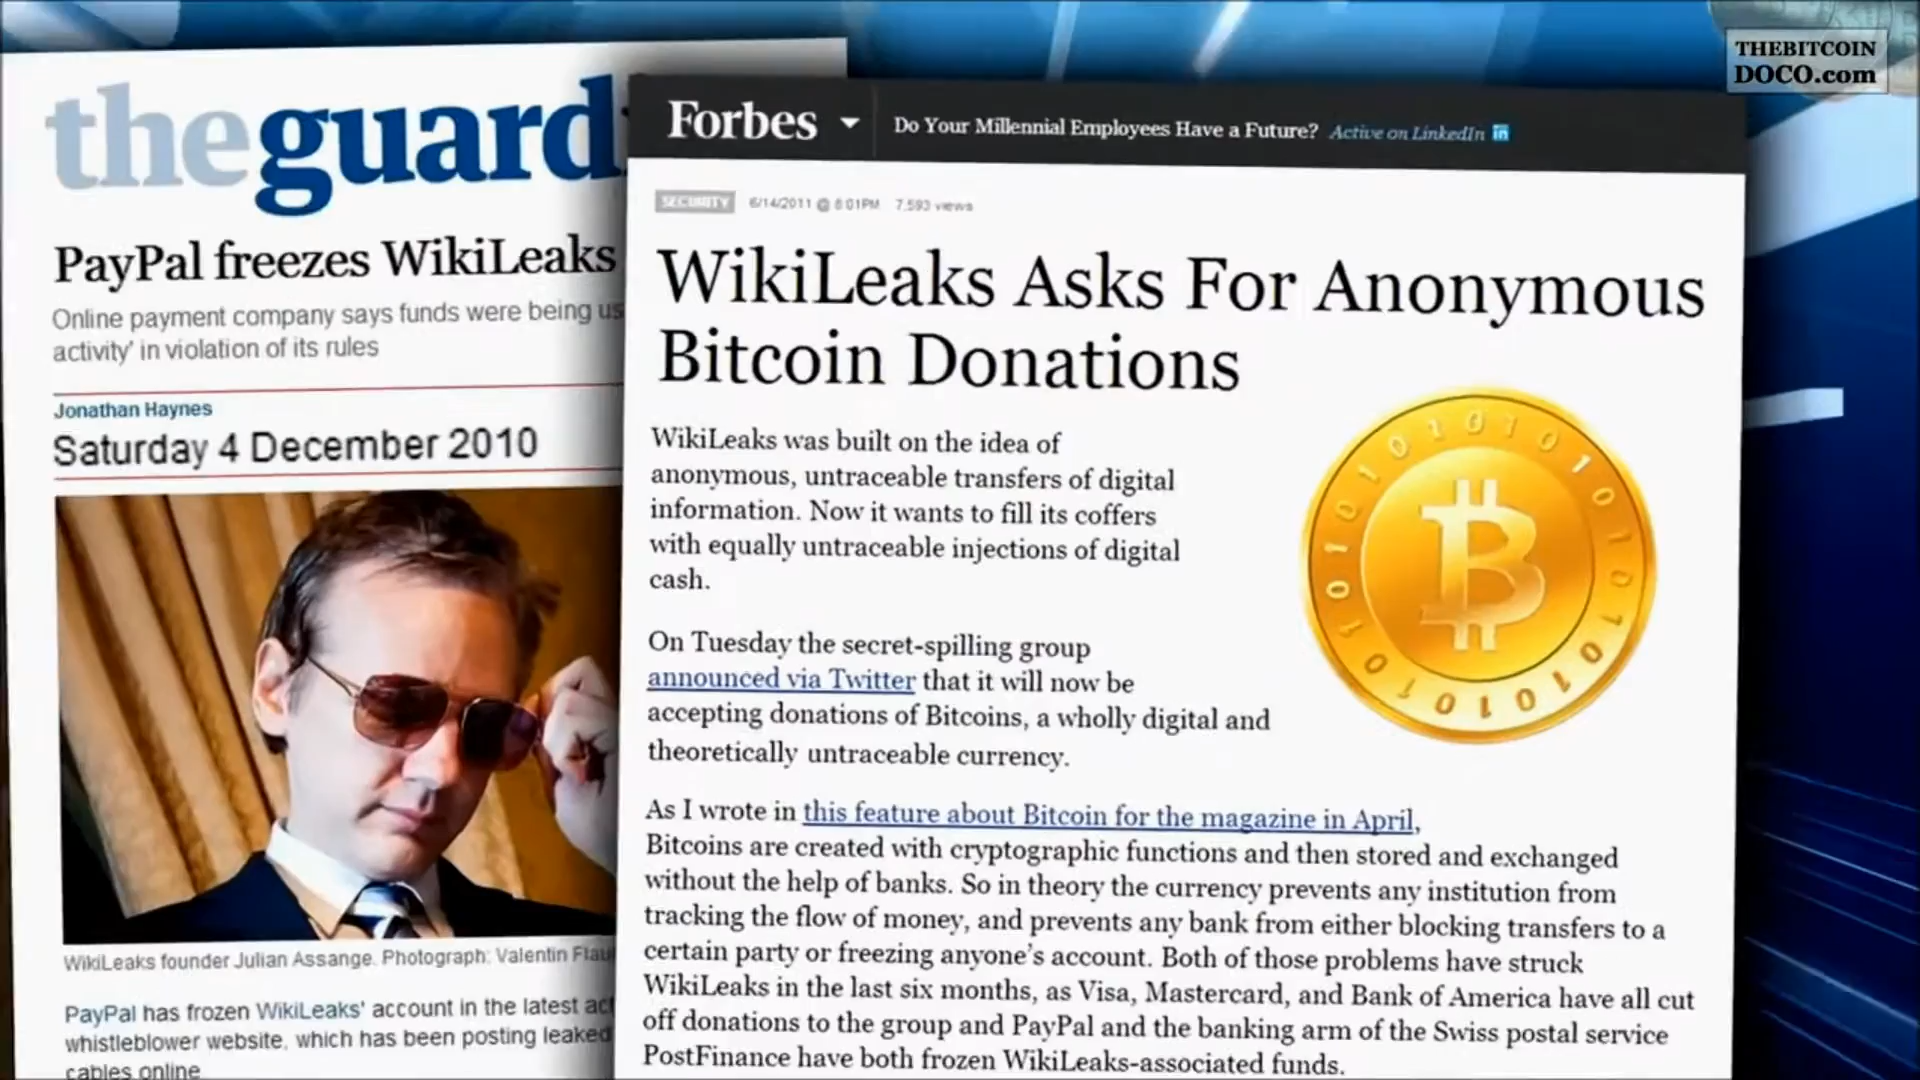 THEBITCOIN
DOCO.com
theguard
PayPal freezes WikiLeaks
Online payment company says funds were being us
activity' in violation of its rules
Jonathan Haynes
Saturday 4 December 2010
WikiLeaks founder Julian Assange. Photograph: Valentin Flau
PayPal has frozen WikiLeaks' account in the latest act
whistleblower website, which has been posting leaked
cables online
Forbes
Do Your Millennial Employees Have a Future? Active on LinkedIn in
SECURITY 6/14/2011 @ 6:01PM 7,593 views
WikiLeaks Asks For Anonymous
Bitcoin Donations
WikiLeaks was built on the idea of
anonymous, untraceable transfers of digital
information. Now it wants to fill its coffers
with equally untraceable injections of digital
cash.
On Tuesday the secret-spilling group
announced via Twitter that it will now be
accepting donations of Bitcoins, a wholly digital and
theoretically untraceable currency.
As I wrote in this feature about Bitcoin for the magazine in April,
Bitcoins are created with cryptographic functions and then stored and exchanged
without the help of banks. So in theory the currency prevents any institution from
tracking the flow of money, and prevents any bank from either blocking transfers to a
certain party or freezing anyone's account. Both of those problems have struck
WikiLeaks in the last six months, as Visa, Mastercard, and Bank of America have all cut
off donations to the group and PayPal and the banking arm of the Swiss postal service
PostFinance have both frozen WikiLeaks-associated funds.